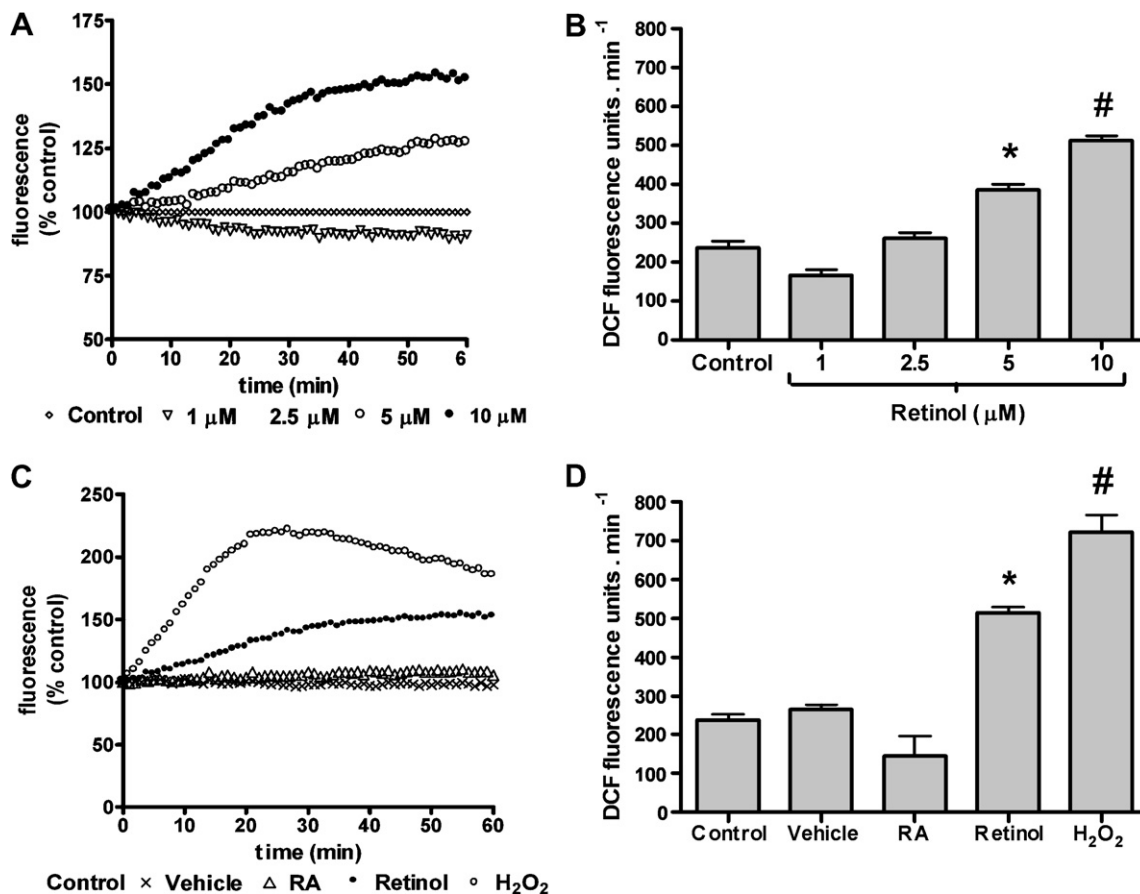 A
fluorescence
(% control)
175
150
125
100
75
50
0 10 20 30 40 50 6
time (min)
◇ Control ▽ 1 μM 2.5 μM ○ 5 μM ● 10 μM
B
DCF fluorescence units . min⁻¹
800
700
600
500
400
300
200
100
0
* #
Control 1 2.5 5 10
Retinol (μM)
C
fluorescence
(% control)
250
200
150
100
50
0
0 10 20 30 40 50 60
time (min)
Control × Vehicle △ RA • Retinol ○ H₂O₂
D
DCF fluorescence units . min⁻¹
800
700
600
500
400
300
200
100
0
* #
Control Vehicle RA Retinol H₂O₂